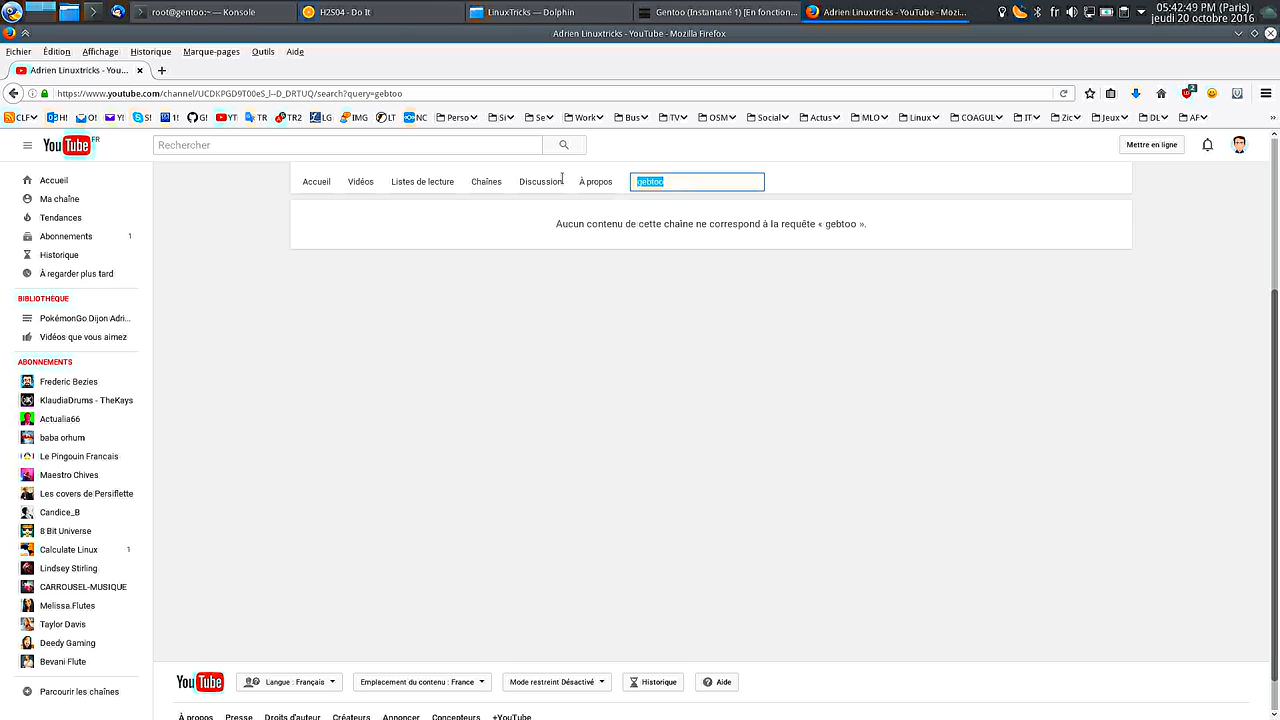 root@gentoo:~ — Konsole
H2S04 - Do It
LinuxTricks — Dolphin
Gentoo (Instantané 1) [En fonction...
Adrien Linuxtricks - YouTube - Mozi...
fr
05:42:49 PM (Paris)
jeudi 20 octobre 2016
Adrien Linuxtricks - YouTube - Mozilla Firefox
Fichier Édition Affichage Historique Marque-pages Outils Aide
Adrien Linuxtricks - You...
https://www.youtube.com/channel/UCDKPGD9T00eS_l--D_DRTUQ/search?query=gebtoo
2
CLF H! O! Y! S! 1! G! YT TR TR2 LG IMG LT NC Perso Si Se Work Bus TV OSM Social Actus MLO Linux COAGUL IT Zic Jeux DL AF »
YouTube FR
Rechercher
Mettre en ligne
Accueil Vidéos Listes de lecture Chaînes Discussion À propos gebtoo
Aucun contenu de cette chaîne ne correspond à la requête « gebtoo ».
Accueil
Ma chaîne
Tendances
Abonnements 1
Historique
À regarder plus tard
BIBLIOTHÈQUE
PokémonGo Dijon Adri...
Vidéos que vous aimez
ABONNEMENTS
Frederic Bezies
KlaudiaDrums - TheKays
Actualia66
baba orhum
Le Pingouin Francais
Maestro Chives
Les covers de Persiflette
Candice_B
8 Bit Universe
Calculate Linux 1
Lindsey Stirling
CARROUSEL-MUSIQUE
Melissa.Flutes
Taylor Davis
Deedy Gaming
Bevani Flute
Parcourir les chaînes
YouTube
Langue : Français
Emplacement du contenu : France
Mode restreint Désactivé
Historique
Aide
À propos Presse Droits d'auteur Créateurs Annoncer Concepteurs +YouTube